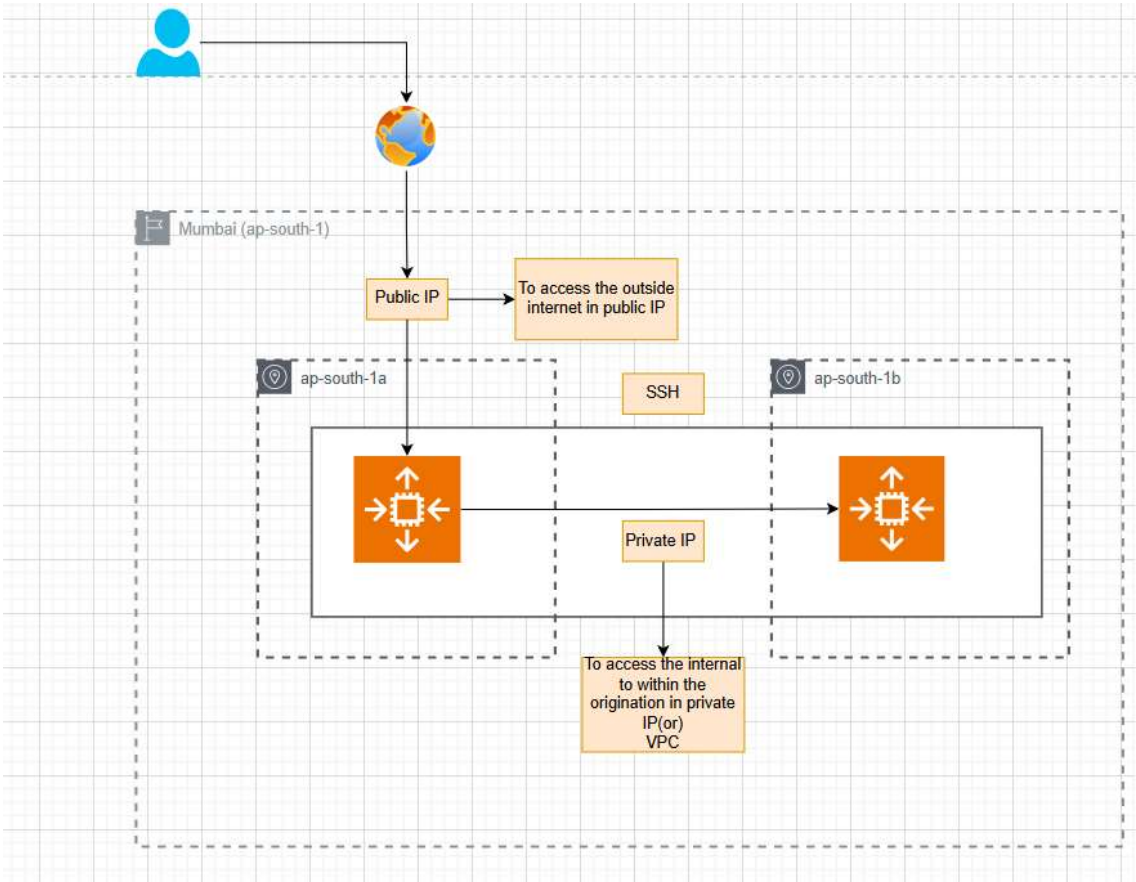 Mumbai (ap-south-1)
Public IP
To access the outside
internet in public IP
ap-south-1a
SSH
ap-south-1b
Private IP
To access the internal
to within the
origination in private
IP(or)
VPC